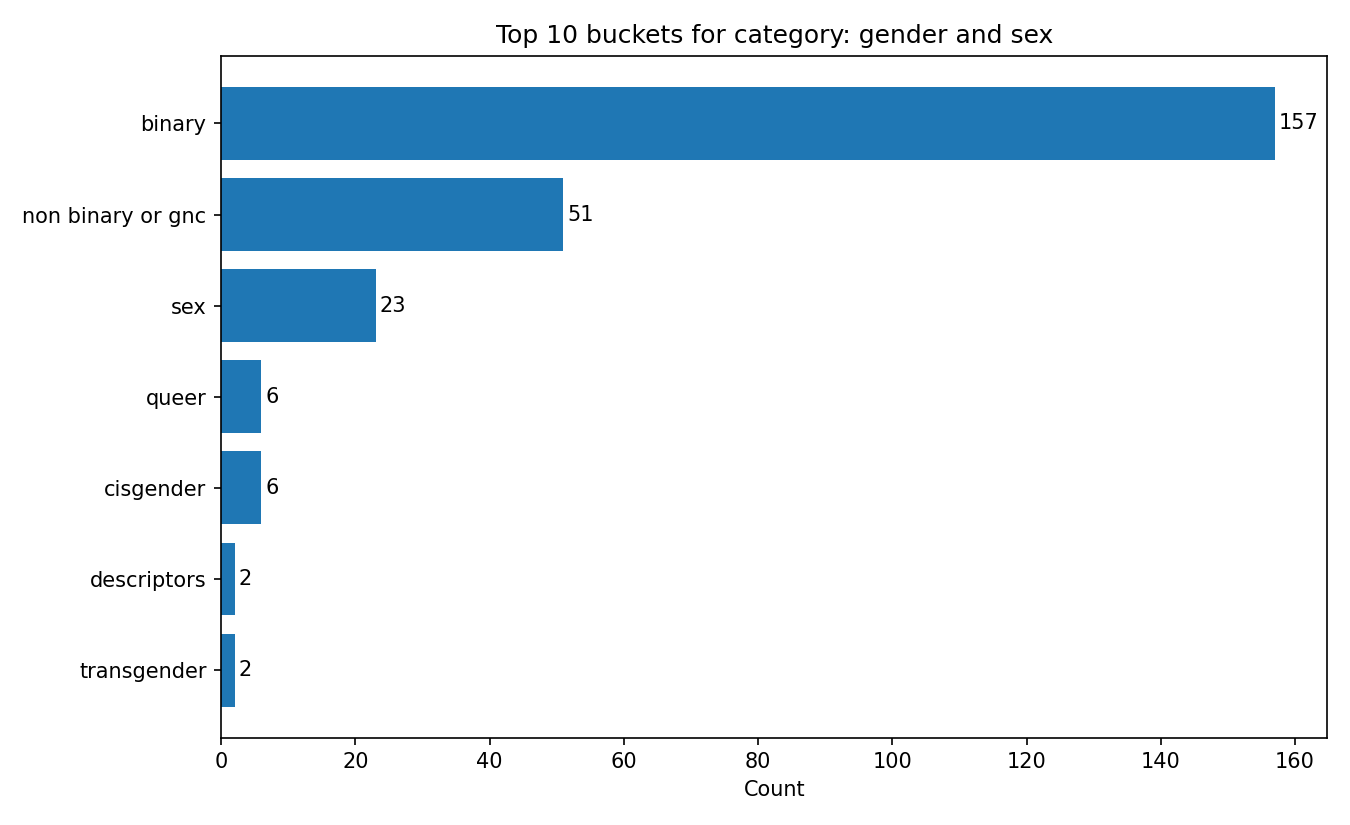 Top 10 buckets for category: gender and sex
binary
157
non binary or gnc
51
sex
23
queer
6
cisgender
6
descriptors
2
transgender
2
0 20 40 60 80 100 120 140 160
Count